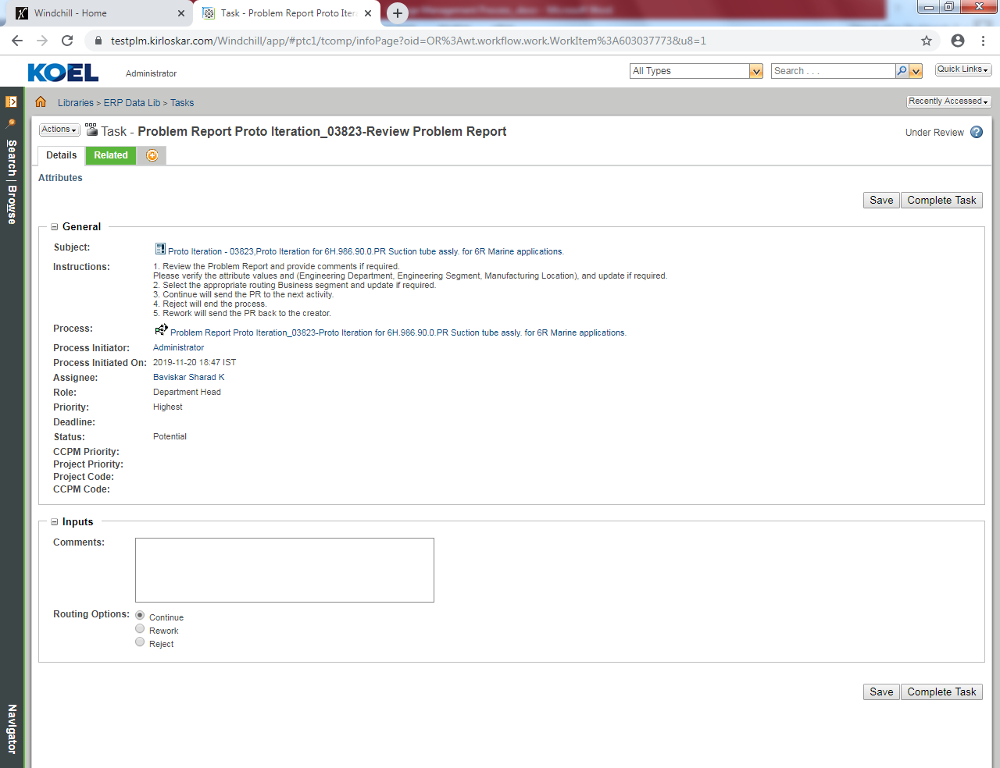 Windchill - Home
Task - Problem Report Proto Itera
testplm.kirloskar.com/Windchill/app/#ptc1/tcomp/infoPage?oid=OR%3Awt.workflow.work.WorkItem%3A603037773&u8=1
KOEL
Administrator
All Types
Search . . .
Quick Links
Libraries > ERP Data Lib > Tasks
Recently Accessed
Actions
Task - Problem Report Proto Iteration_03823-Review Problem Report
Under Review
Details
Related
Search | Browse
Attributes
Save
Complete Task
General
Subject:
Proto Iteration - 03823,Proto Iteration for 6H.986.90.0.PR Suction tube assly. for 6R Marine applications.
Instructions:
1. Review the Problem Report and provide comments if required.
Please verify the attribute values and (Engineering Department, Engineering Segment, Manufacturing Location), and update if required.
2. Select the appropriate routing Business segment and update if required.
3. Continue will send the PR to the next activity.
4. Reject will end the process.
5. Rework will send the PR back to the creator.
Process:
Problem Report Proto Iteration_03823-Proto Iteration for 6H.986.90.0.PR Suction tube assly. for 6R Marine applications.
Process Initiator: Administrator
Process Initiated On: 2019-11-20 18:47 IST
Assignee: Baviskar Sharad K
Role: Department Head
Priority: Highest
Deadline:
Status: Potential
CCPM Priority:
Project Priority:
Project Code:
CCPM Code:
Inputs
Comments:
Routing Options:
Continue
Rework
Reject
Save
Complete Task
Navigator